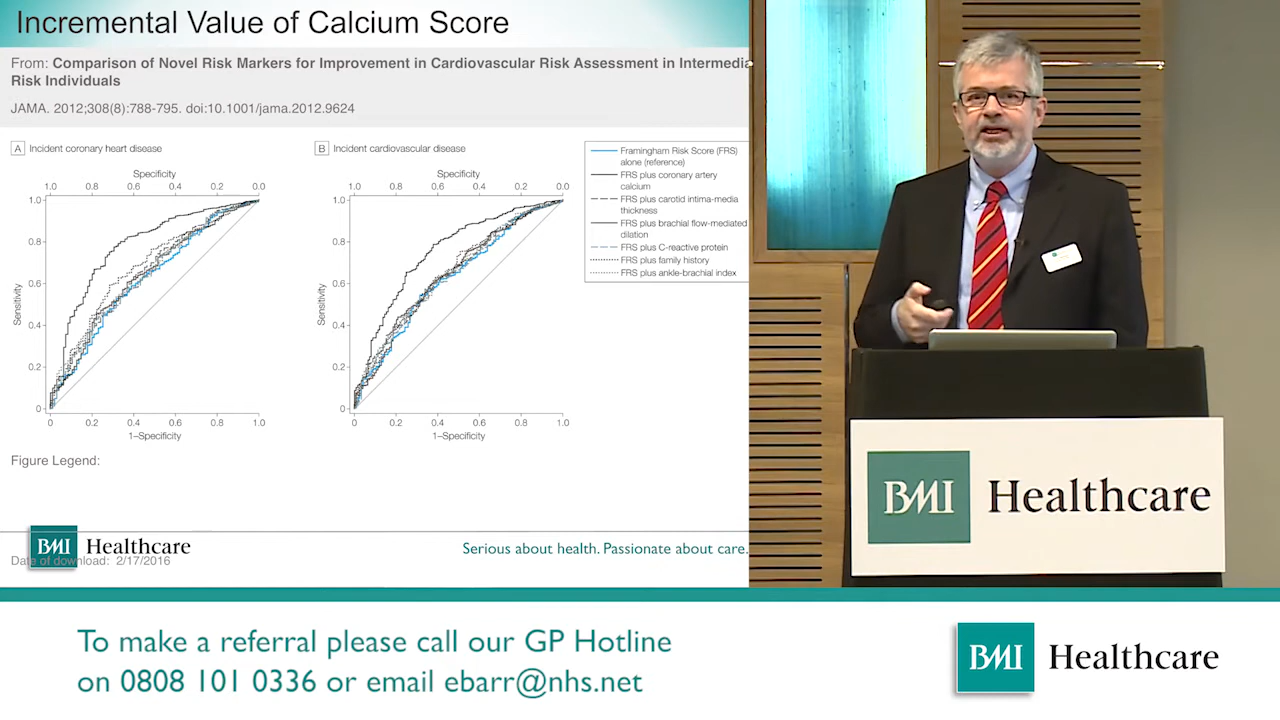 Incremental Value of Calcium Score
From: Comparison of Novel Risk Markers for Improvement in Cardiovascular Risk Assessment in Intermedia
Risk Individuals
JAMA. 2012;308(8):788-795. doi:10.1001/jama.2012.9624
A Incident coronary heart disease
Specificity
1.0 0.8 0.6 0.4 0.2 0.0
1.0
0.8
0.6
0.4
0.2
0
Sensitivity
0 0.2 0.4 0.6 0.8 1.0
1–Specificity
B Incident cardiovascular disease
Specificity
1.0 0.8 0.6 0.4 0.2 0.0
1.0
0.8
0.6
0.4
0.2
0
Sensitivity
0 0.2 0.4 0.6 0.8 1.0
1–Specificity
Framingham Risk Score (FRS)
alone (reference)
FRS plus coronary artery
calcium
FRS plus carotid intima-media
thickness
FRS plus brachial flow-mediated
dilation
FRS plus C-reactive protein
FRS plus family history
FRS plus ankle-brachial index
Figure Legend:
BMI Healthcare
Serious about health. Passionate about care.
Date of download: 2/17/2016
BMI Healthcare
To make a referral please call our GP Hotline
on 0808 101 0336 or email ebarr@nhs.net
BMI Healthcare